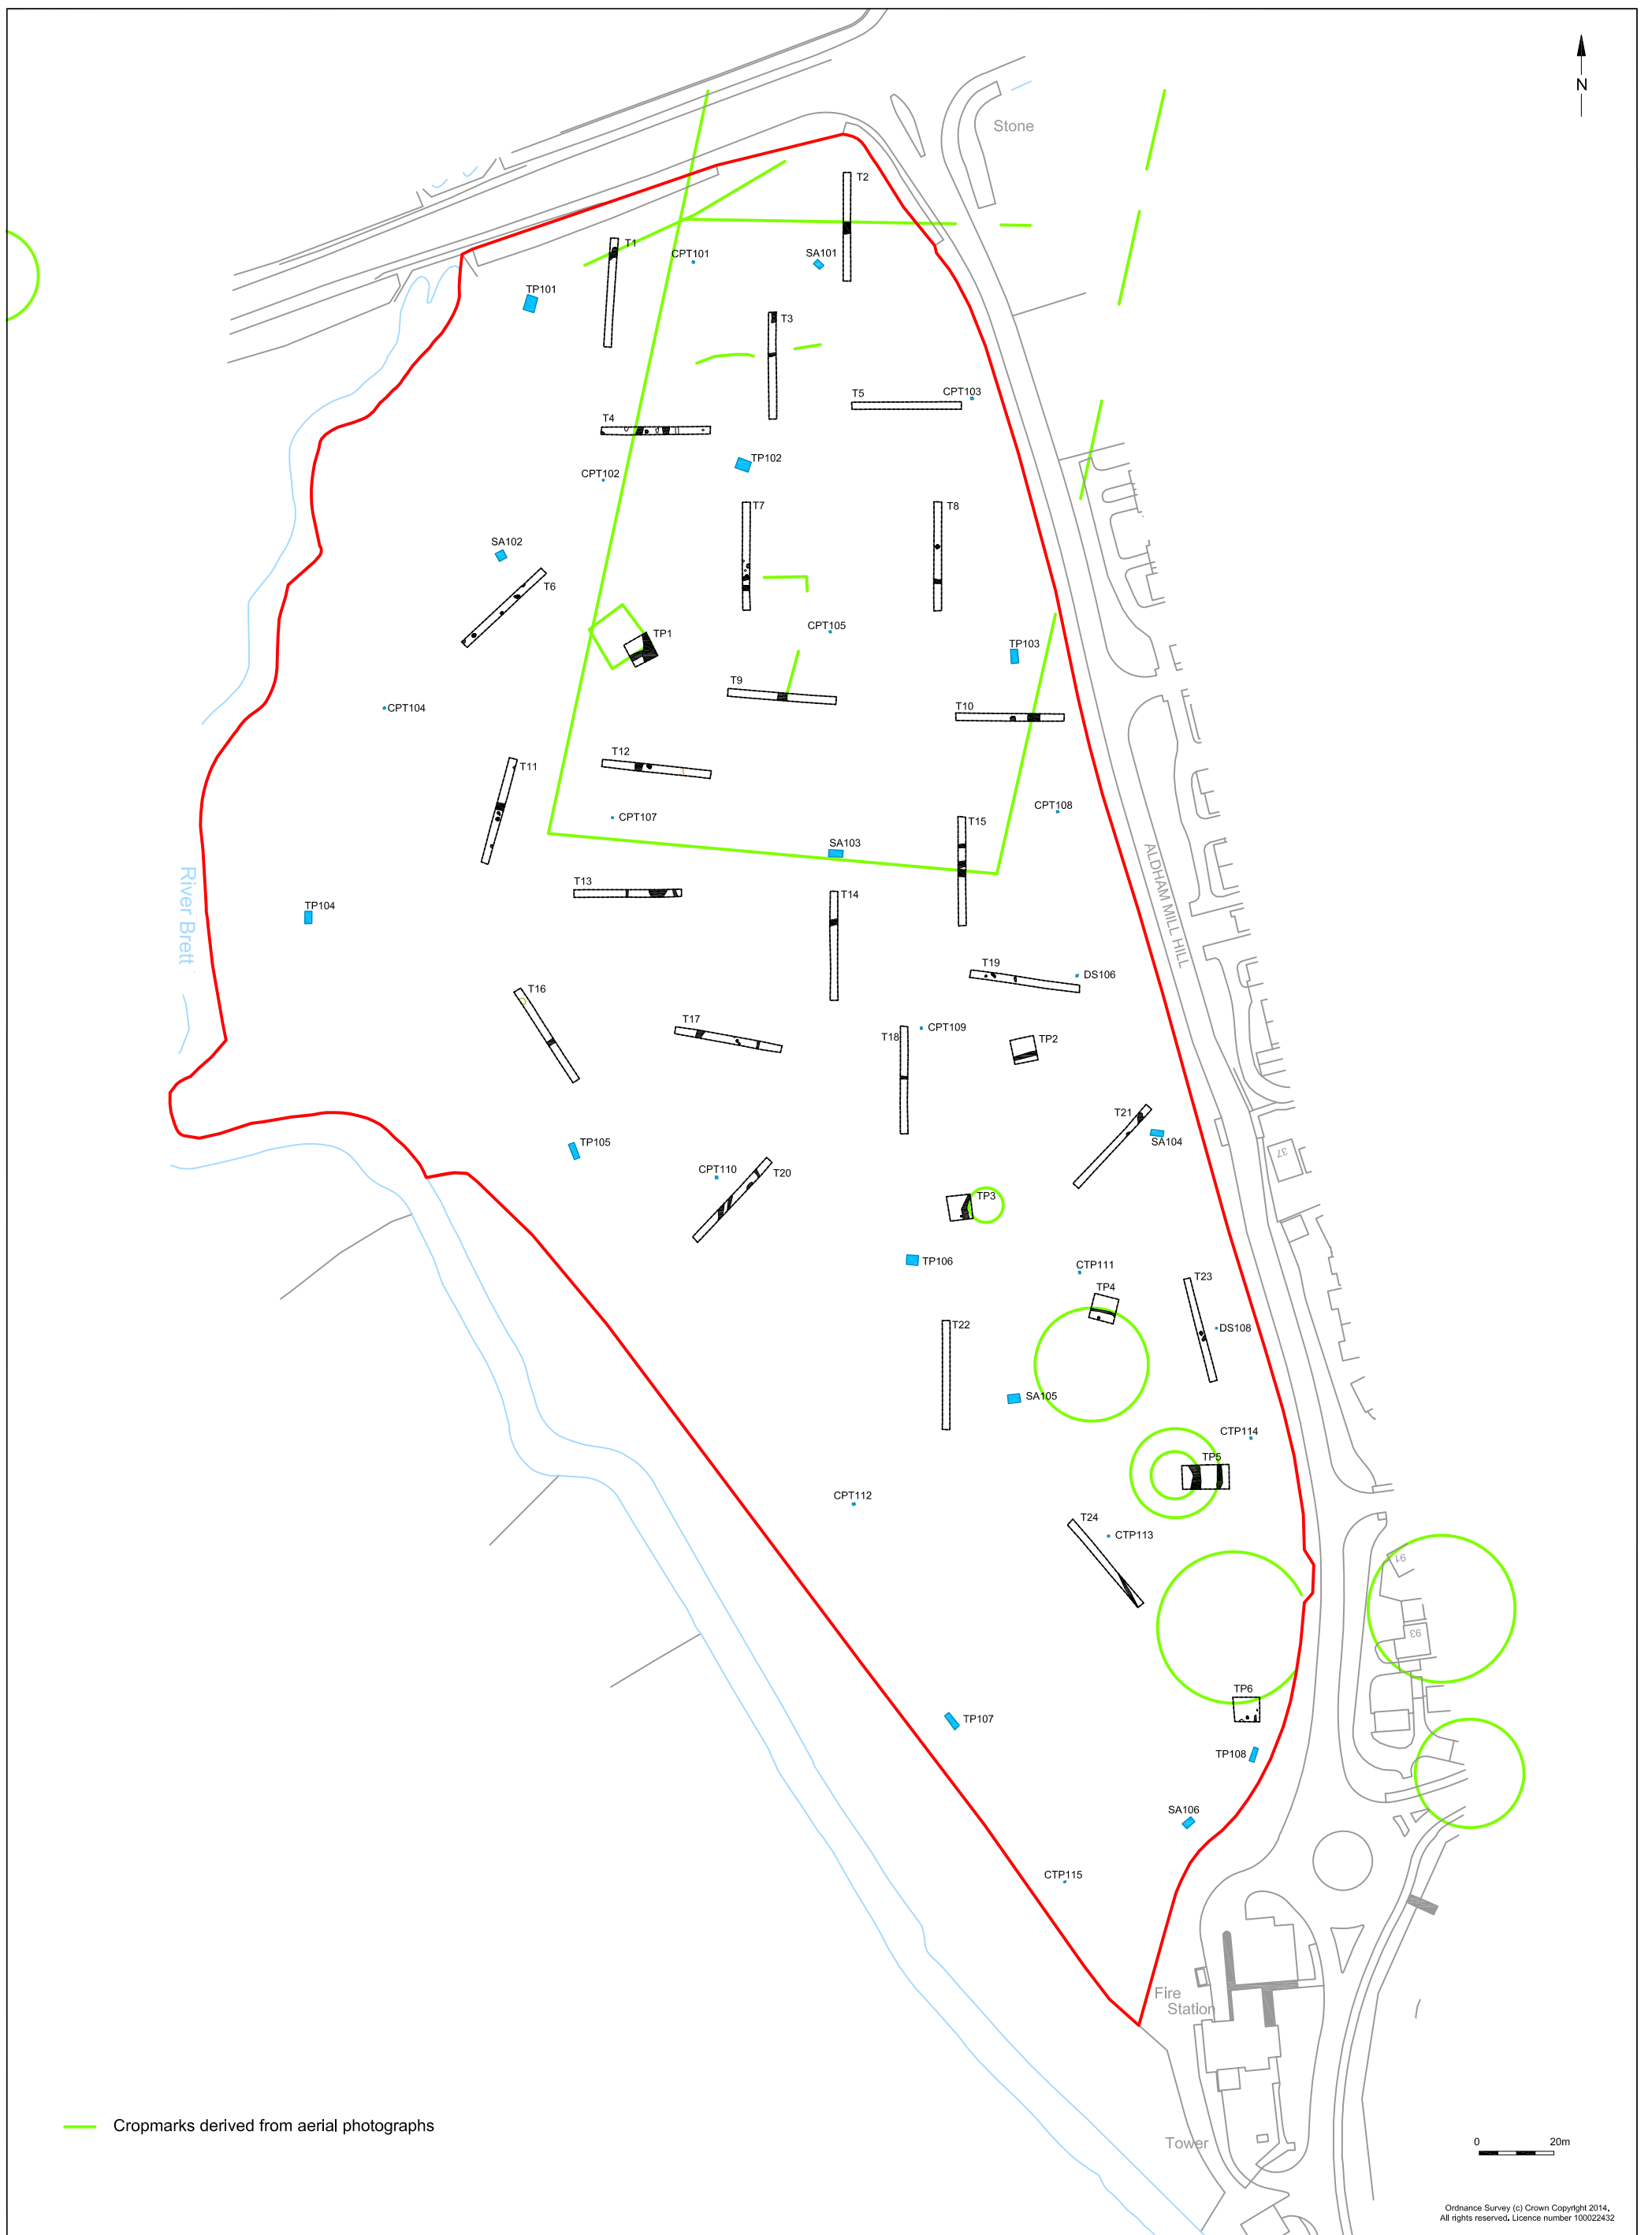 N
Stone
T2
T1
CPT101
SA101
TP101
T3
T5
CPT103
T4
TP102
CPT102
T7
T8
SA102
T6
CPT105
TP1
TP103
T9
CPT104
T10
T12
T11
CPT107
CPT108
T15
SA103
ALDHAM MILL HILL
River Brett
T13
T14
TP104
T19
DS106
T16
T17
T18
CPT109
TP2
T21
SA104
37
TP105
CPT110
T20
TP3
TP106
CTP111
T23
TP4
T22
DS108
SA105
CTP114
TP5
CPT112
T24
CTP113
91
93
TP6
TP107
TP108
SA106
CTP115
Fire
Station
Cropmarks derived from aerial photographs
Tower
0 20m
Ordnance Survey (c) Crown Copyright 2014.
All rights reserved. Licence number 100022432